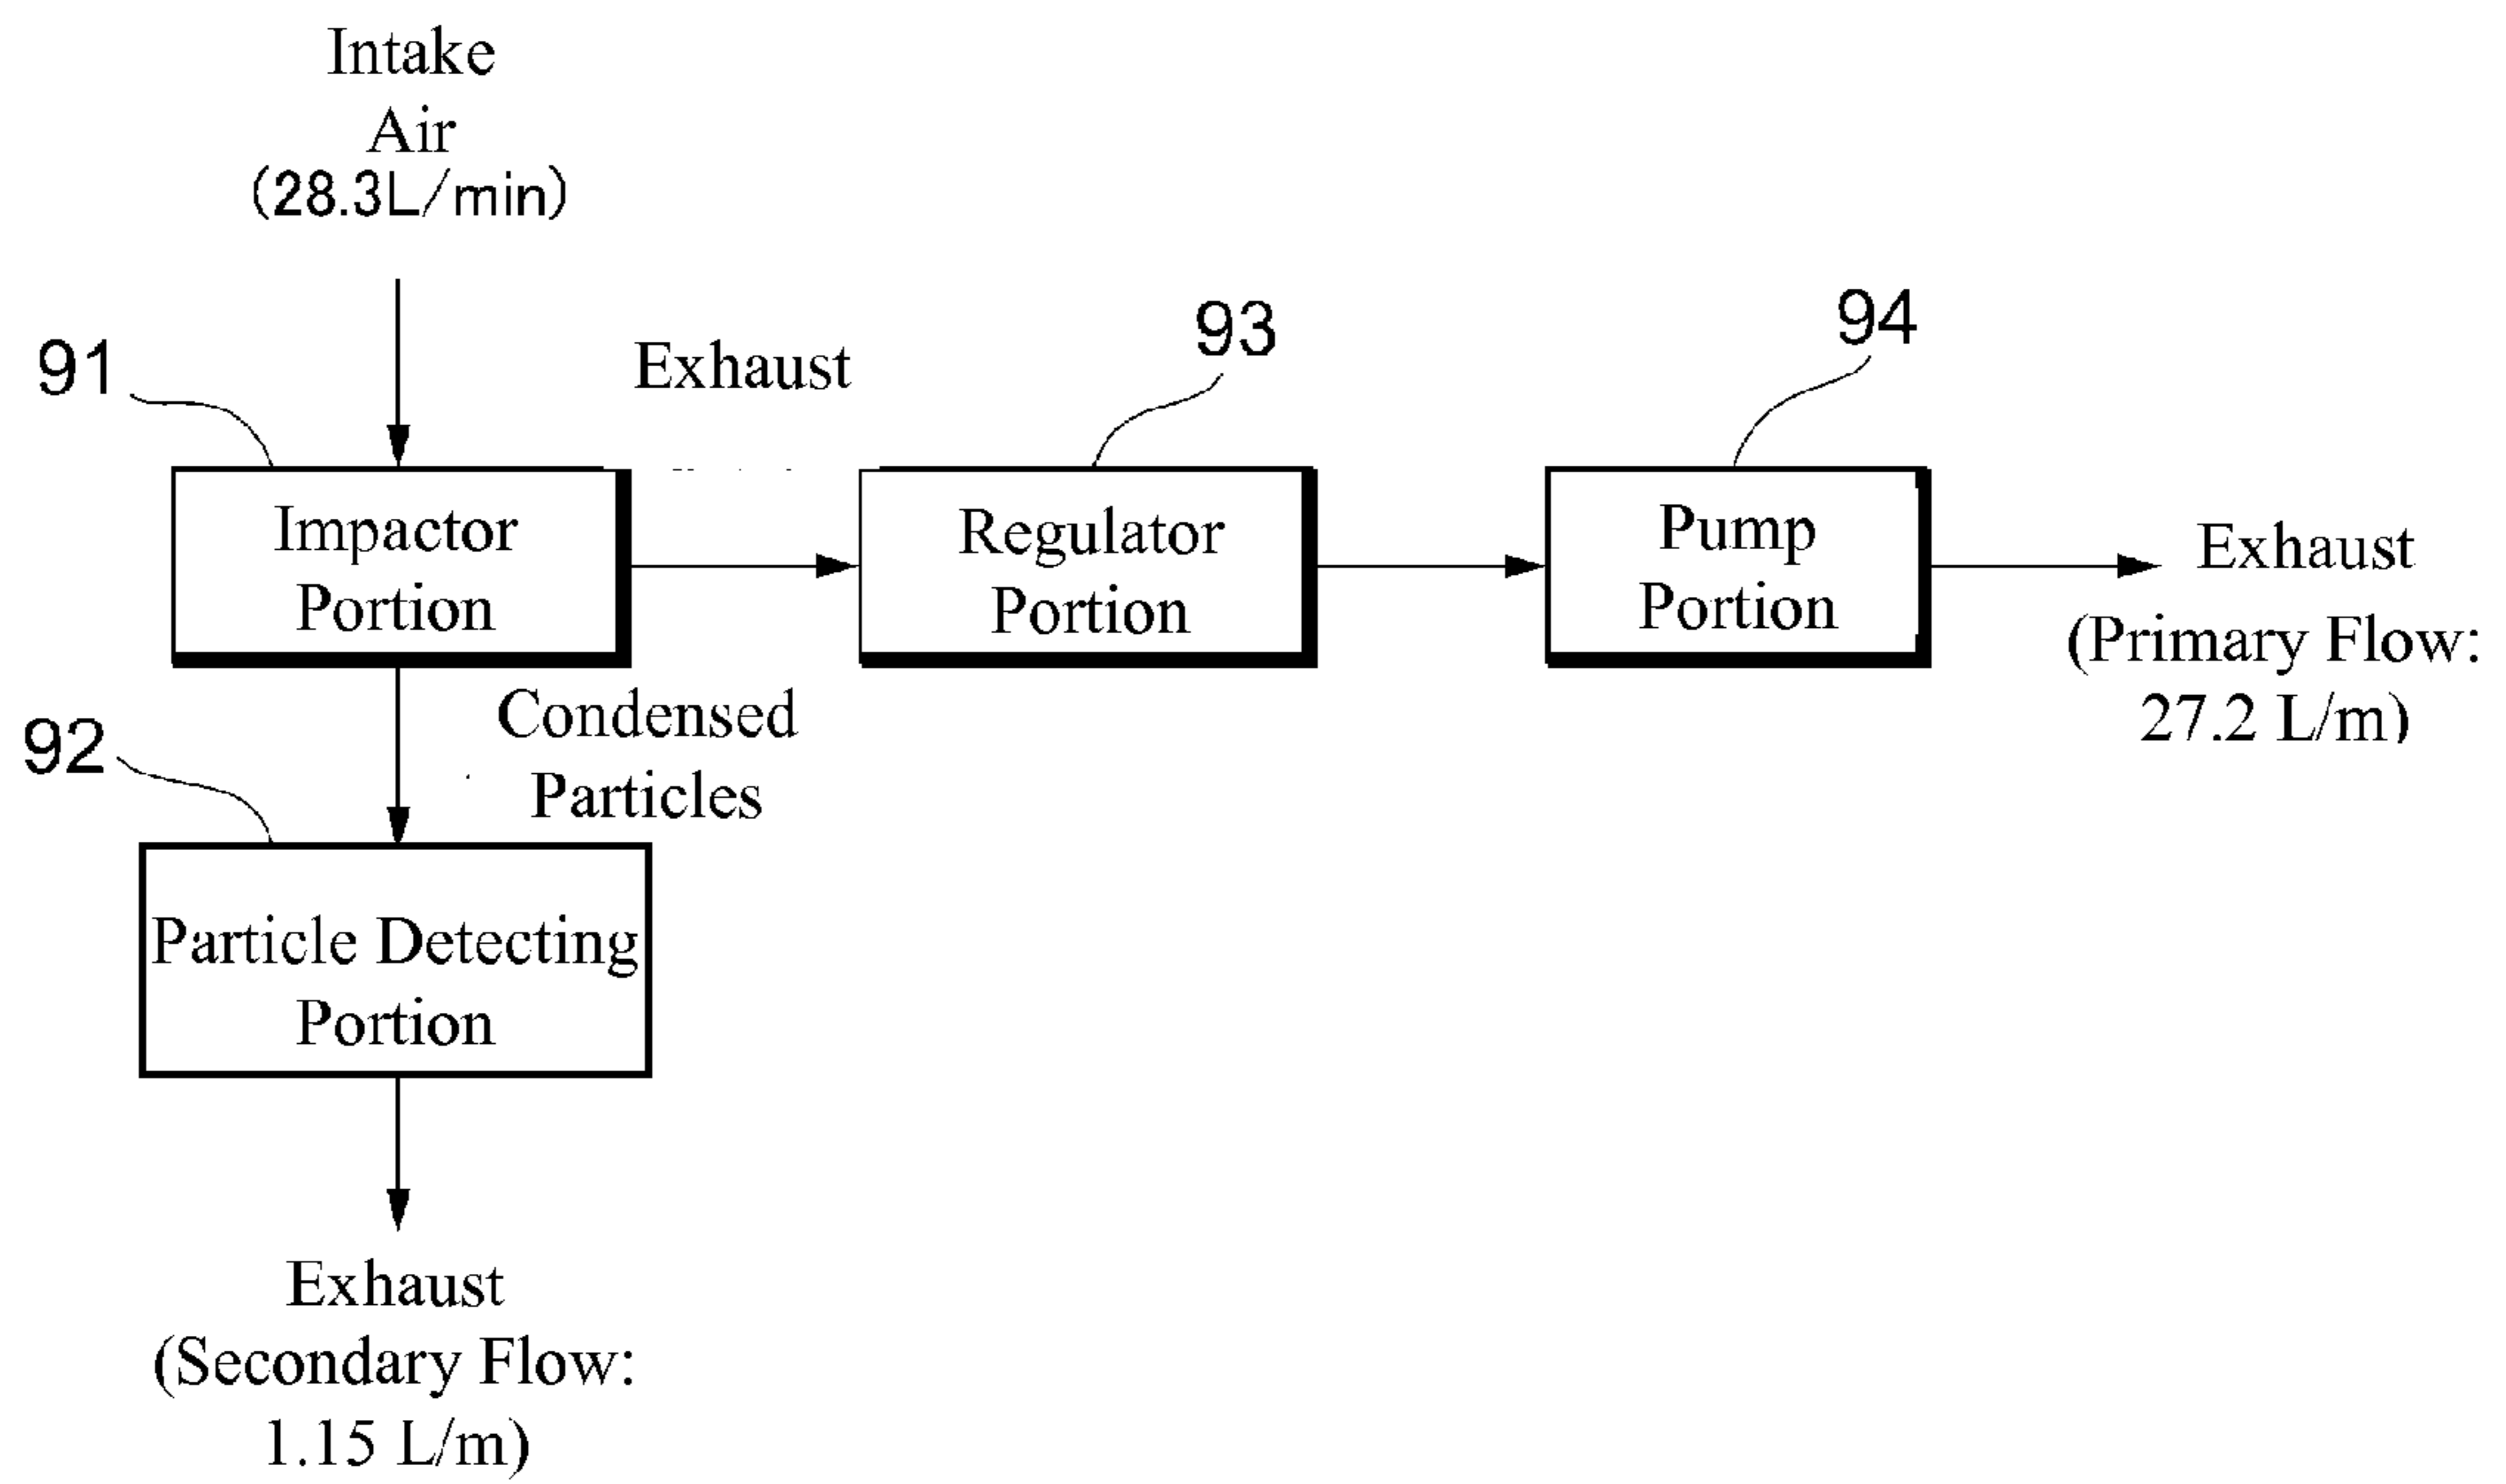 Intake
Air
(28.3L/min)
91
Exhaust
93
94
Impactor
Portion
Regulator
Portion
Pump
Portion
Exhaust
(Primary Flow:
27.2 L/m)
Condensed
Particles
92
Particle Detecting
Portion
Exhaust
(Secondary Flow:
1.15 L/m)